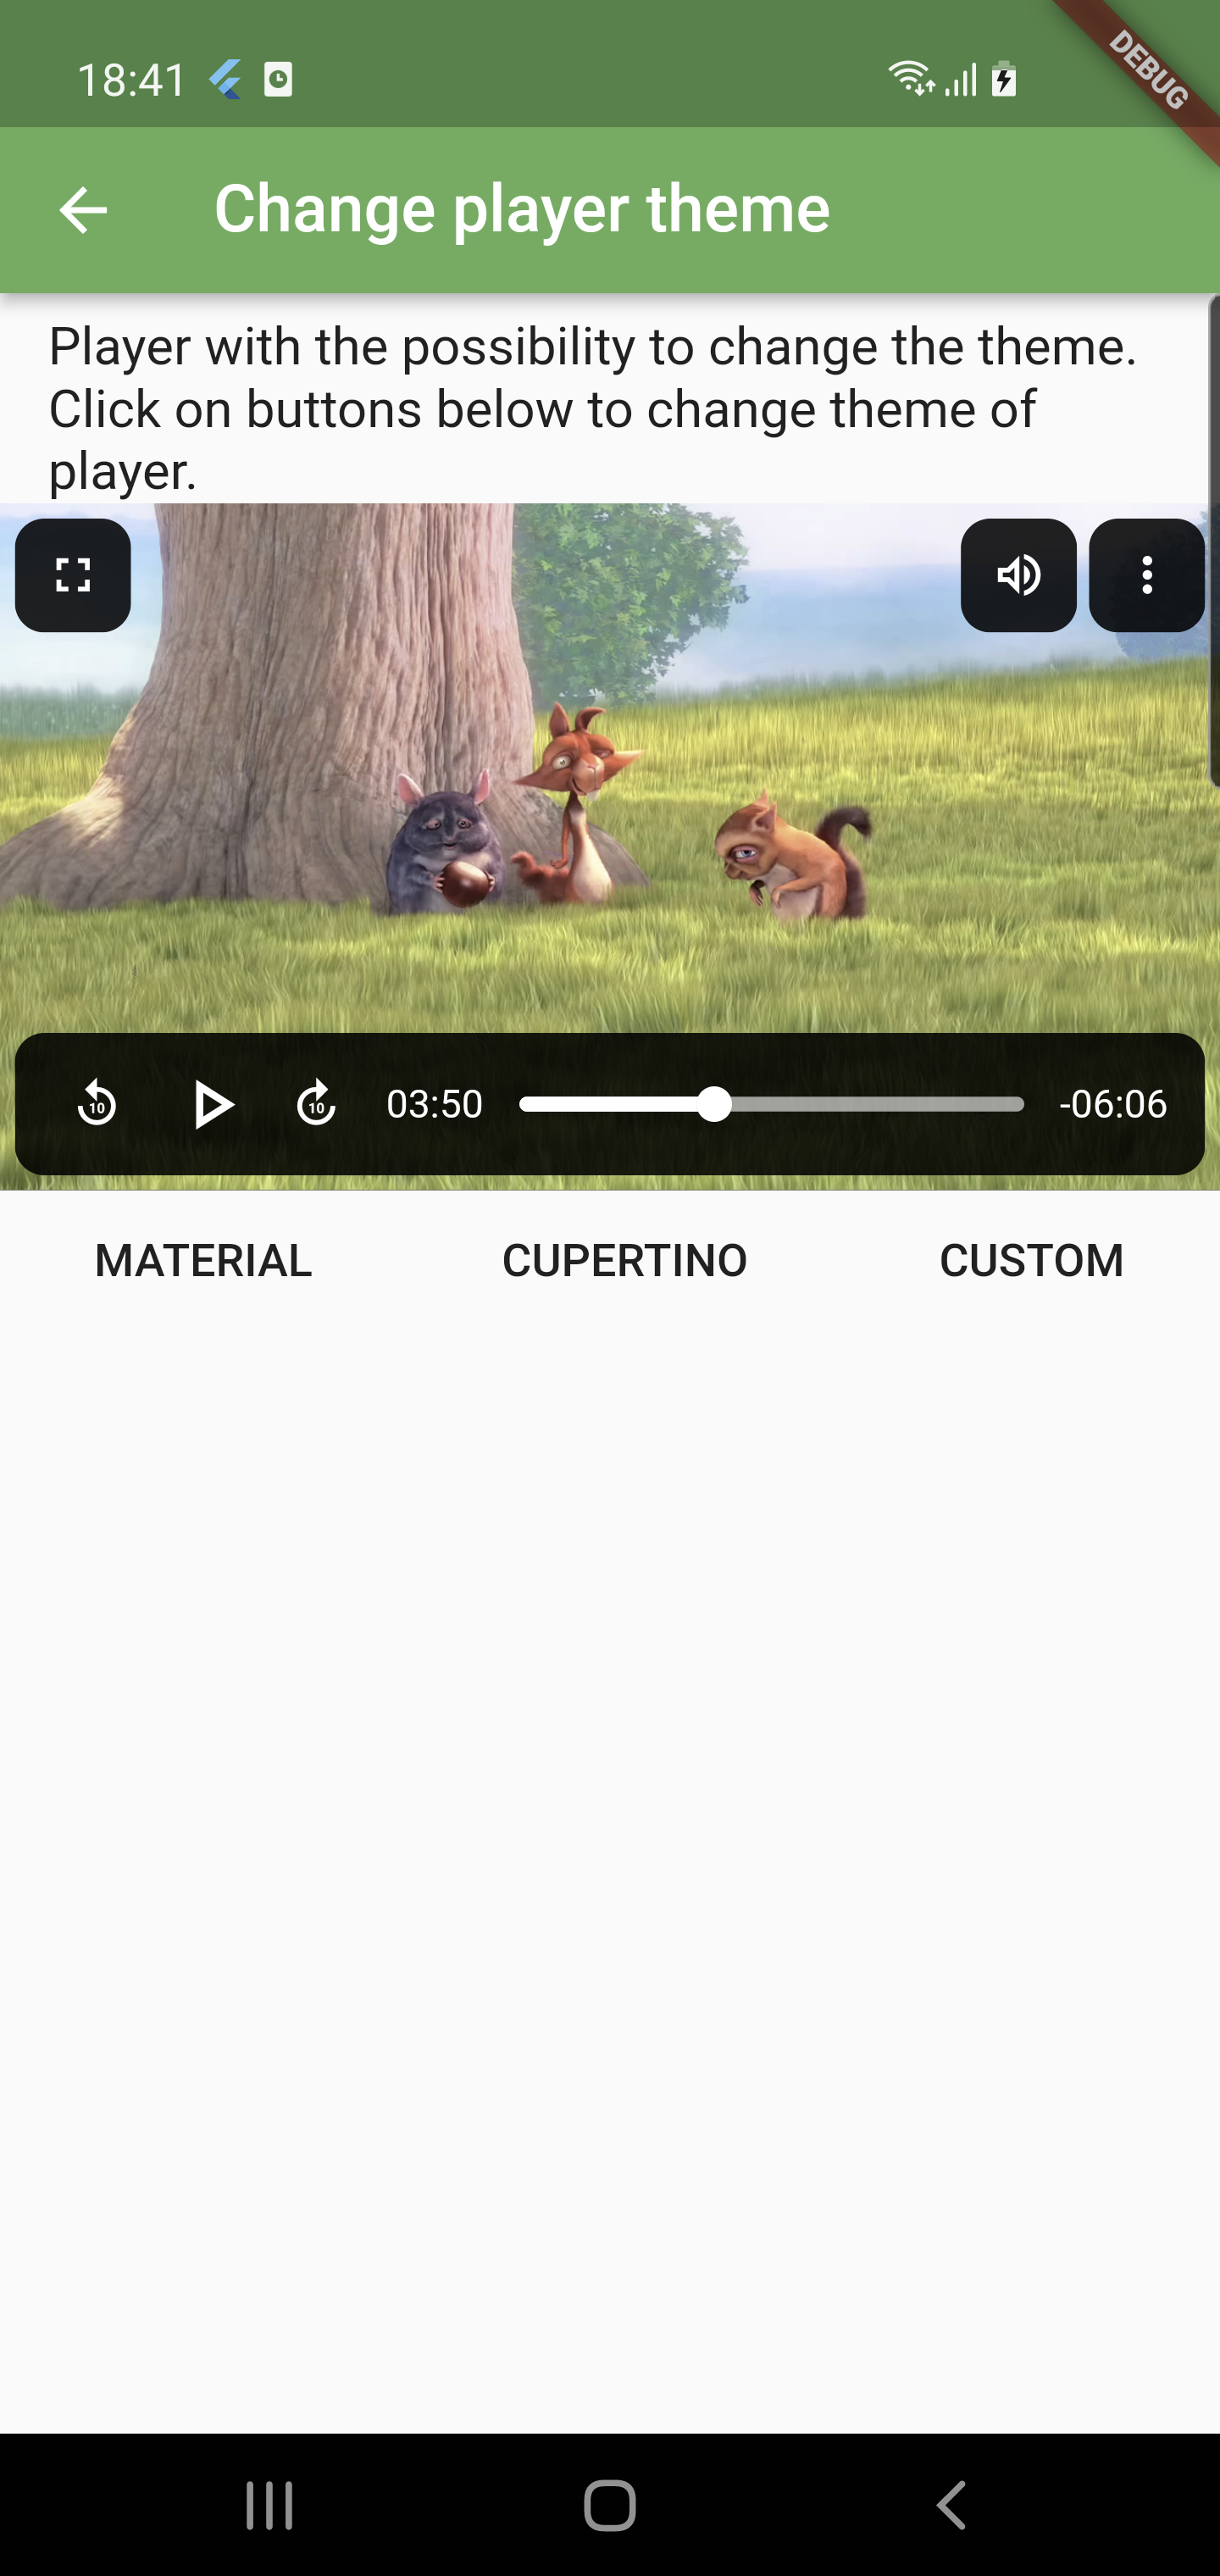 18:41
DEBUG
Change player theme
Player with the possibility to change the theme.
Click on buttons below to change theme of
player.
10 10 03:50 -06:06
MATERIAL CUPERTINO CUSTOM